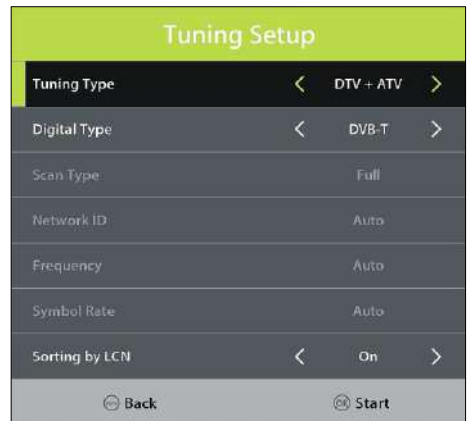 Tuning Setup
Tuning Type < DTV + ATV >
Digital Type < DVB-T >
Scan Type Full
Network ID Auto
Frequency Auto
Symbol Rate Auto
Sorting by LCN < On >
Back OK Start